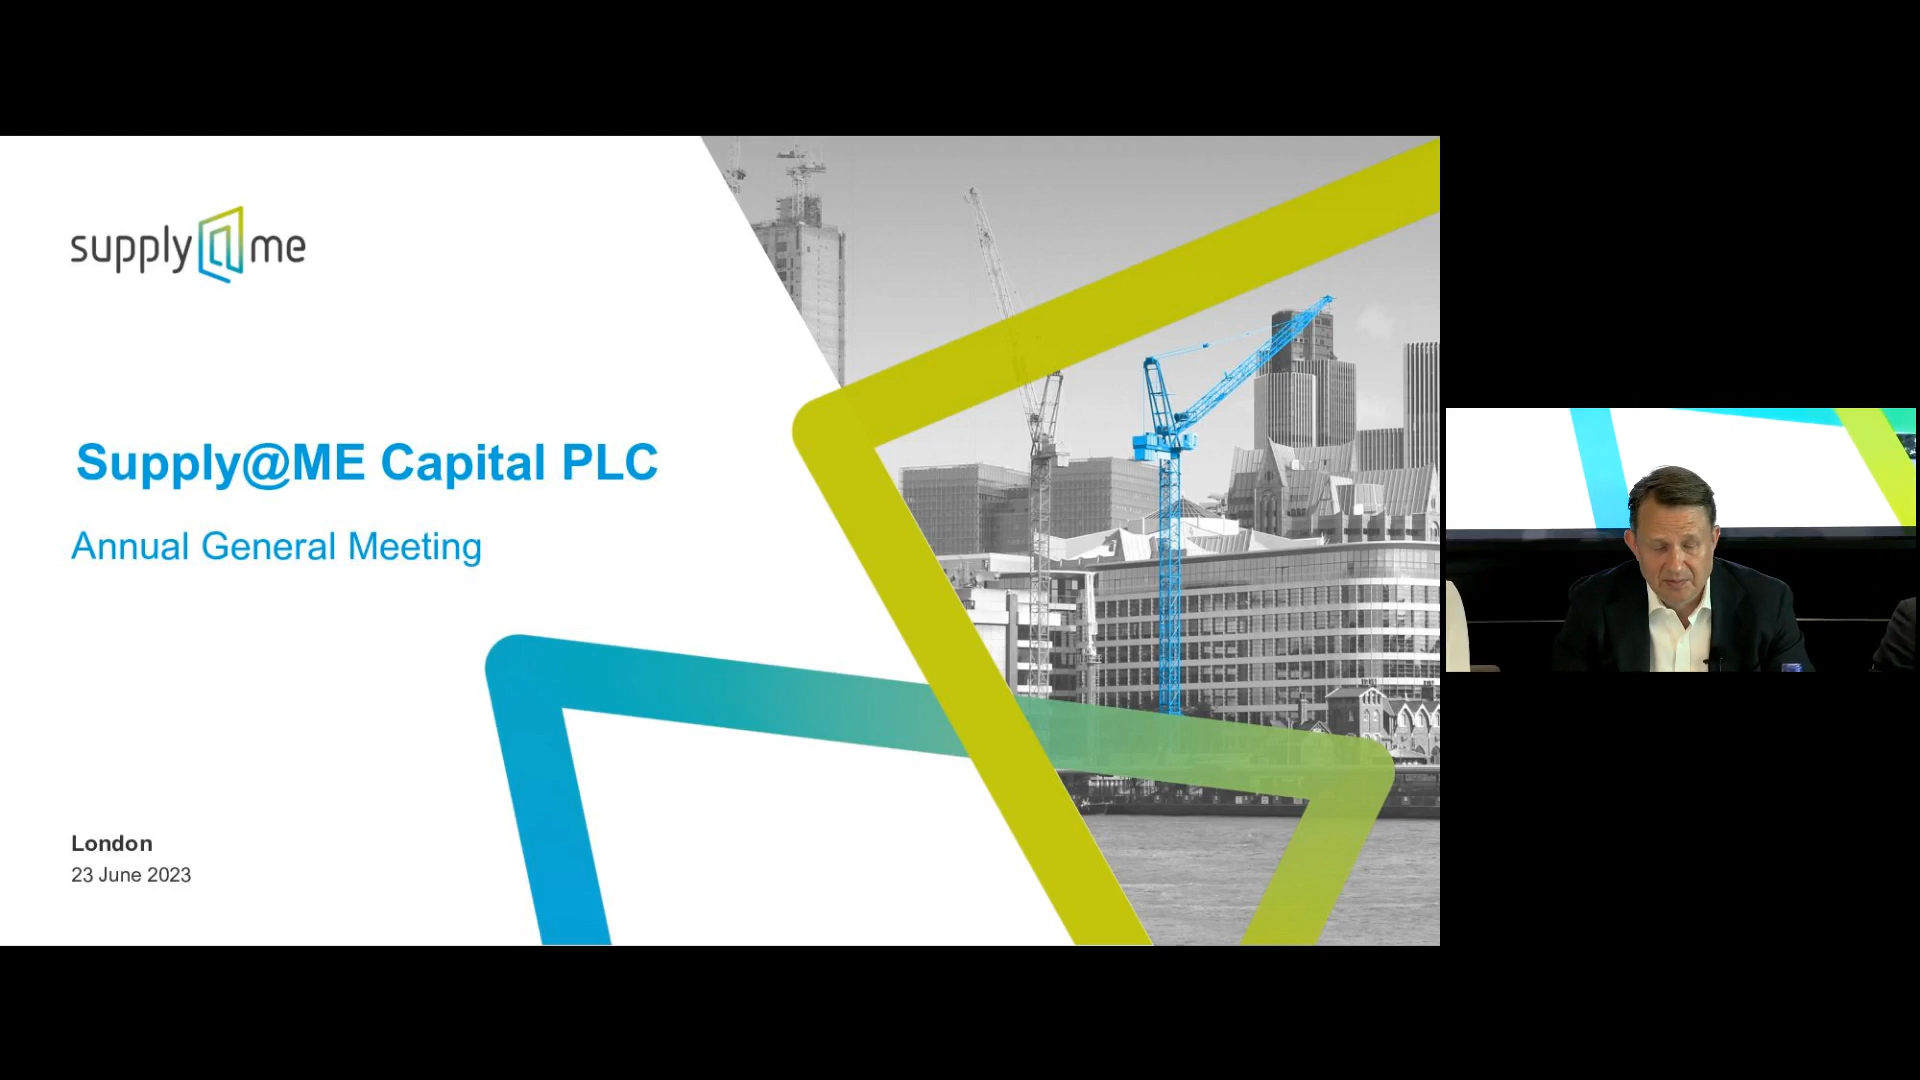 supply@me
Supply@ME Capital PLC
Annual General Meeting
London
23 June 2023